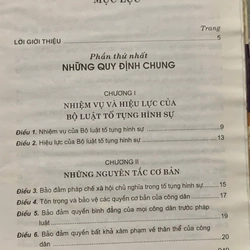 MỤC LỤC
Trang
LỜI GIỚI THIỆU 5
Phần thứ nhất
NHỮNG QUY ĐỊNH CHUNG
CHƯƠNG I
NHIỆM VỤ VÀ HIỆU LỰC CỦA
BỘ LUẬT TỐ TỤNG HÌNH SỰ
Điều 1. Nhiệm vụ của Bộ luật tố tụng hình sự 9
Điều 2. Hiệu lực của Bộ luật tố tụng hình sự 13
CHƯƠNG II
NHỮNG NGUYÊN TẮC CƠ BẢN
Điều 3. Bảo đảm pháp chế xã hội chủ nghĩa trong tố tụng hình sự 15
Điều 4. Tôn trọng và bảo vệ các quyền cơ bản của công dân 17
Điều 5. Bảo đảm quyền bình đẳng của mọi công dân trước pháp
luật 19
Điều 6. Bảo đảm quyền bất khả xâm phạm về thân thể của công
dân 20